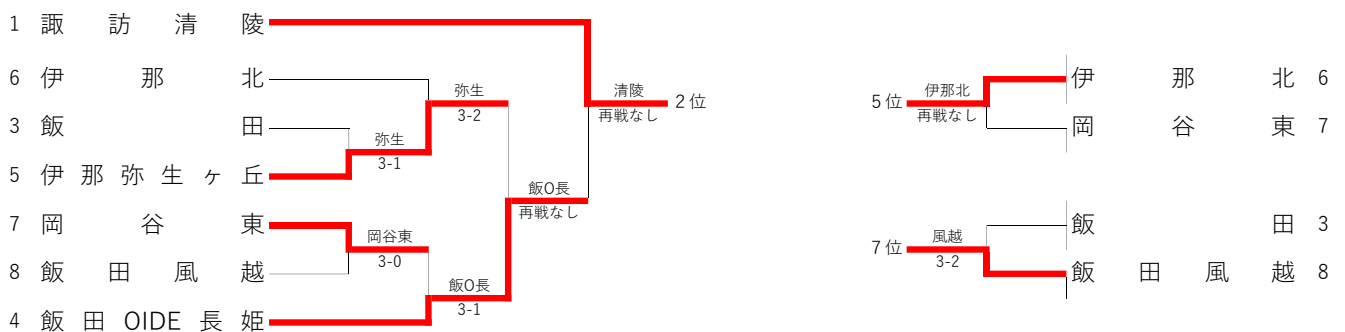 1 諏訪清陵
6 伊那北
3 飯田
5 伊那弥生ヶ丘
7 岡谷東
8 飯田風越
4 飯田OIDE長姫
弥生
3-1
岡谷東
3-0
弥生
3-2
飯O長
3-1
飯O長
再戦なし
清陵
再戦なし
2位
5位
伊那北
再戦なし
伊那北 6
岡谷東 7
7位
風越
3-2
飯田 3
飯田風越 8